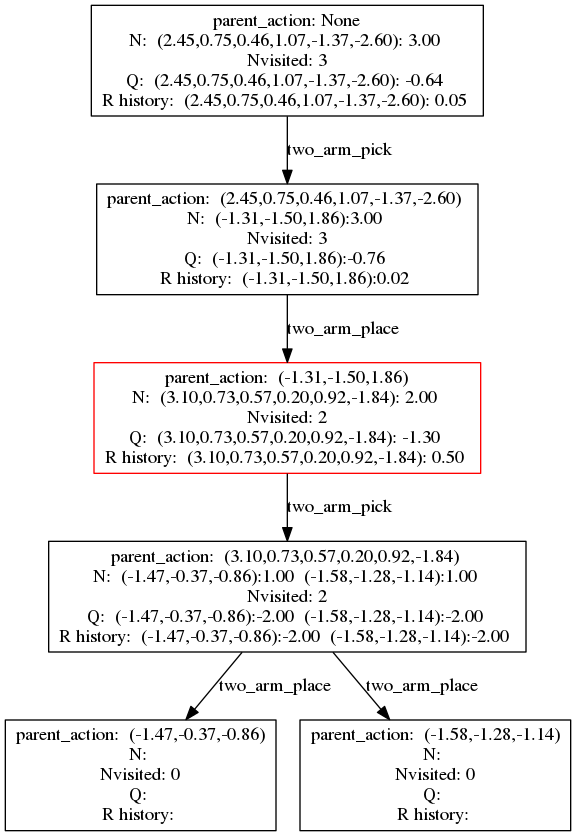 parent_action: None
N: (2.45,0.75,0.46,1.07,-1.37,-2.60): 3.00
Nvisited: 3
Q: (2.45,0.75,0.46,1.07,-1.37,-2.60): -0.64
R history: (2.45,0.75,0.46,1.07,-1.37,-2.60): 0.05
two_arm_pick
parent_action: (2.45,0.75,0.46,1.07,-1.37,-2.60)
N: (-1.31,-1.50,1.86):3.00
Nvisited: 3
Q: (-1.31,-1.50,1.86):-0.76
R history: (-1.31,-1.50,1.86):0.02
two_arm_place
parent_action: (-1.31,-1.50,1.86)
N: (3.10,0.73,0.57,0.20,0.92,-1.84): 2.00
Nvisited: 2
Q: (3.10,0.73,0.57,0.20,0.92,-1.84): -1.30
R history: (3.10,0.73,0.57,0.20,0.92,-1.84): 0.50
two_arm_pick
parent_action: (3.10,0.73,0.57,0.20,0.92,-1.84)
N: (-1.47,-0.37,-0.86):1.00 (-1.58,-1.28,-1.14):1.00
Nvisited: 2
Q: (-1.47,-0.37,-0.86):-2.00 (-1.58,-1.28,-1.14):-2.00
R history: (-1.47,-0.37,-0.86):-2.00 (-1.58,-1.28,-1.14):-2.00
two_arm_place
two_arm_place
parent_action: (-1.47,-0.37,-0.86)
N:
Nvisited: 0
Q:
R history:
parent_action: (-1.58,-1.28,-1.14)
N:
Nvisited: 0
Q:
R history: